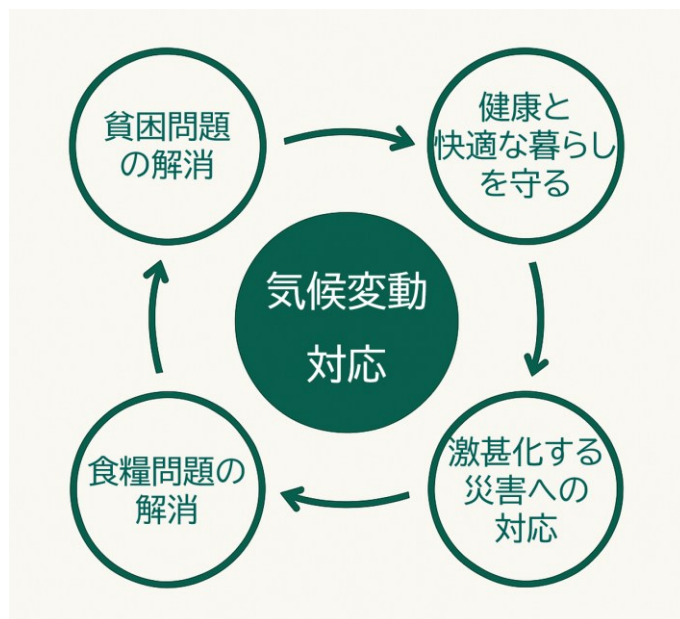 貧困問題
の解消
健康と
快適な暮らし
を守る
気候変動
対応
食糧問題の
解消
激甚化する
災害への
対応